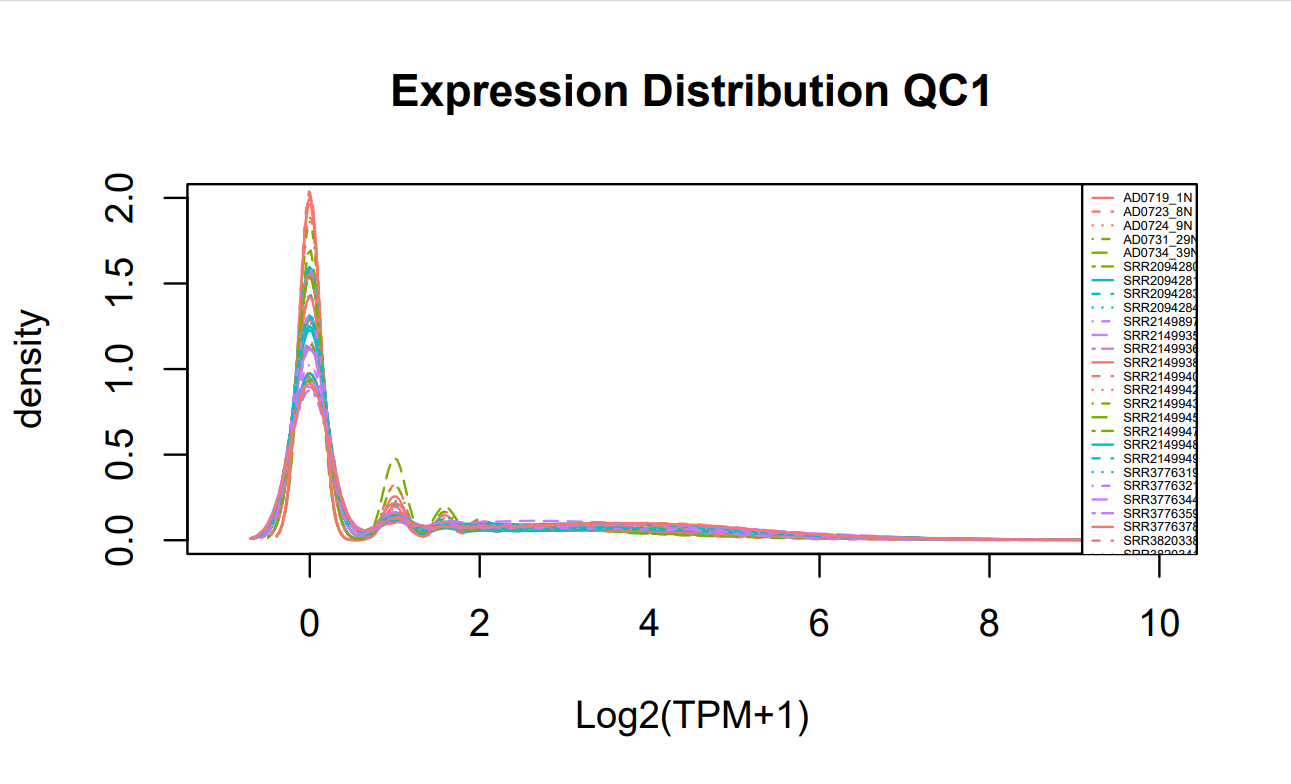 Expression Distribution QC1
density
2.0
1.5
1.0
0.5
0.0
0
2
4
6
8
10
Log2(TPM+1)
AD0719_1N
AD0723_8N
AD0724_9N
AD0731_29N
AD0734_39N
SRR2094280
SRR2094281
SRR2094283
SRR2094284
SRR2149897
SRR2149935
SRR2149936
SRR2149938
SRR2149940
SRR2149942
SRR2149943
SRR2149945
SRR2149947
SRR2149948
SRR2149949
SRR3776319
SRR3776321
SRR3776344
SRR3776359
SRR3776378
SRR3820338